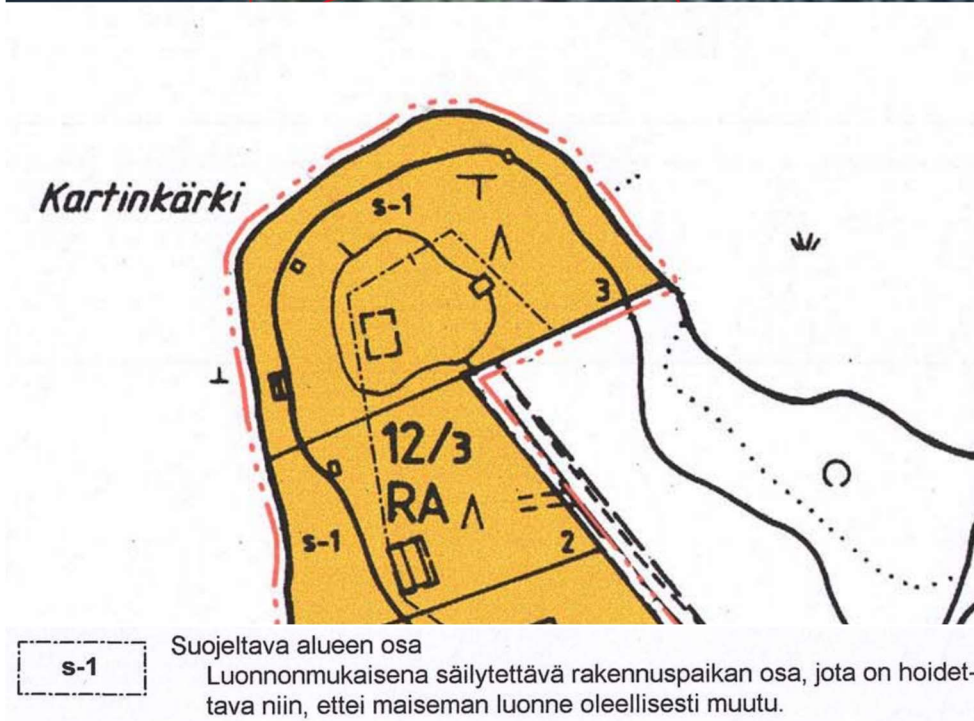 Kartinkärki
s-1
3
12/3
RA
s-1
2
s-1
Suojeltava alueen osa
Luonnonmukaisena säilytettävä rakennuspaikan osa, jota on hoidet-
tava niin, ettei maiseman luonne oleellisesti muutu.